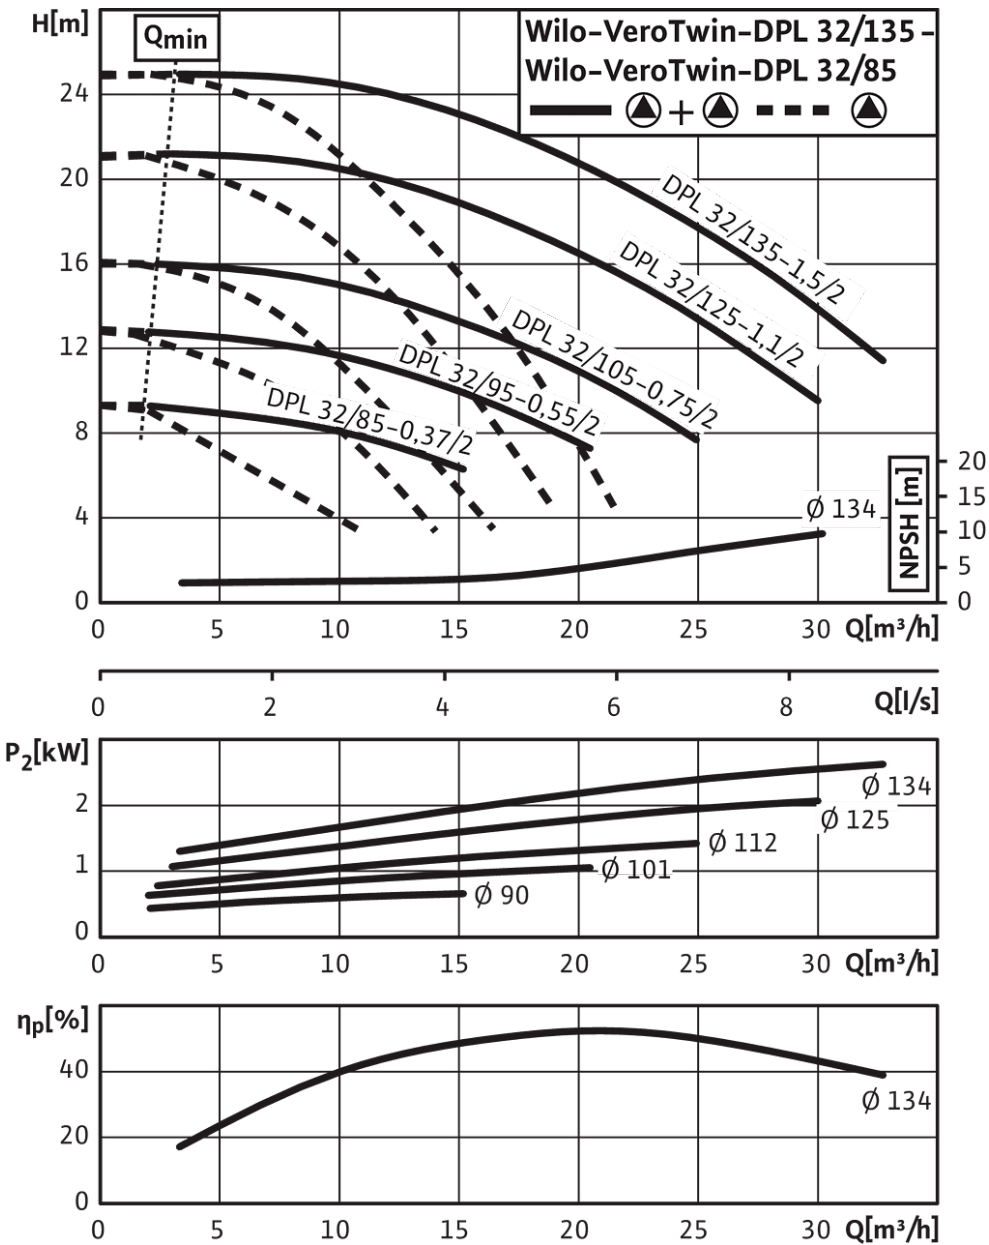 H[m]
Qmin
Wilo–VeroTwin–DPL 32/135 –
Wilo–VeroTwin–DPL 32/85
+
24
20
16
12
8
4
0
DPL 32/135–1,5/2
DPL 32/125–1,1/2
DPL 32/105–0,75/2
DPL 32/95–0,55/2
DPL 32/85–0,37/2
Ø 134
NPSH [m]
20
15
10
5
0
0 5 10 15 20 25 30 Q[m³/h]
0 2 4 6 8 Q[l/s]
P₂[kW]
2
1
0
Ø 134
Ø 125
Ø 112
Ø 101
Ø 90
0 5 10 15 20 25 30 Q[m³/h]
ηp[%]
40
20
0
Ø 134
0 5 10 15 20 25 30 Q[m³/h]